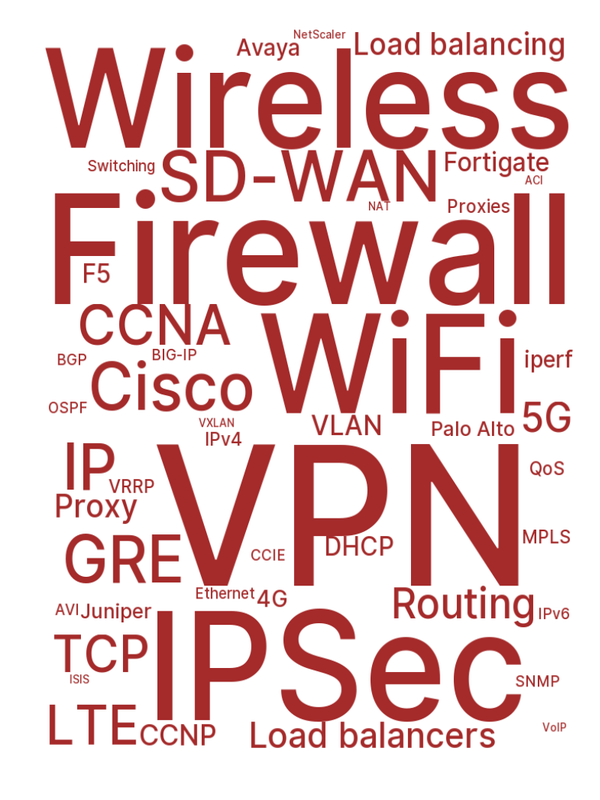 NetScaler
Avaya
Load balancing
Wireless
Switching
SD-WAN
Fortigate
ACI
NAT
Proxies
Firewall
F5
CCNA
WiFi
BGP
BIG-IP
iperf
Cisco
OSPF
VXLAN
VLAN
5G
IPv4
Palo Alto
IP
VRRP
VPN
QoS
Proxy
GRE
CCIE
DHCP
MPLS
Ethernet
4G
Routing
AVI
Juniper
IPv6
TCP
IPSec
ISIS
SNMP
LTE
CCNP
Load balancers
VoIP